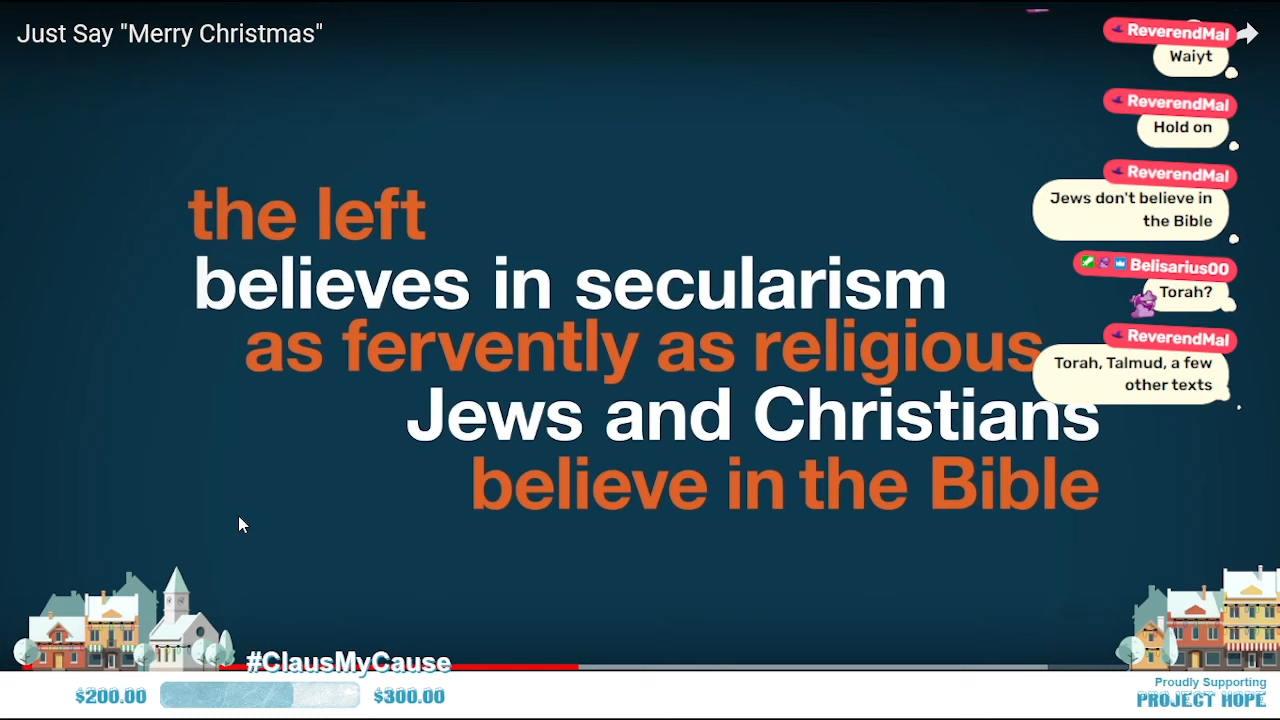 Just Say "Merry Christmas"
ReverendMal
Waiyt
ReverendMal
Hold on
ReverendMal
Jews don't believe in
the Bible
Belisarius00
Torah?
ReverendMal
Torah, Talmud, a few
other texts
the left
believes in secularism
as fervently as religious
Jews and Christians
believe in the Bible
#ClausMyCause
$200.00
$300.00
Proudly Supporting
PROJECT HOPE